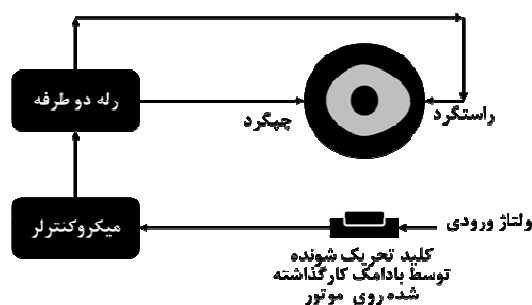 رله دو طرفه
چپگرد
راستگرد
میکروکنترلر
ولتاژ ورودی
کلید تحریک شونده
توسط بادامک کارگذاشته
شده روی موتور